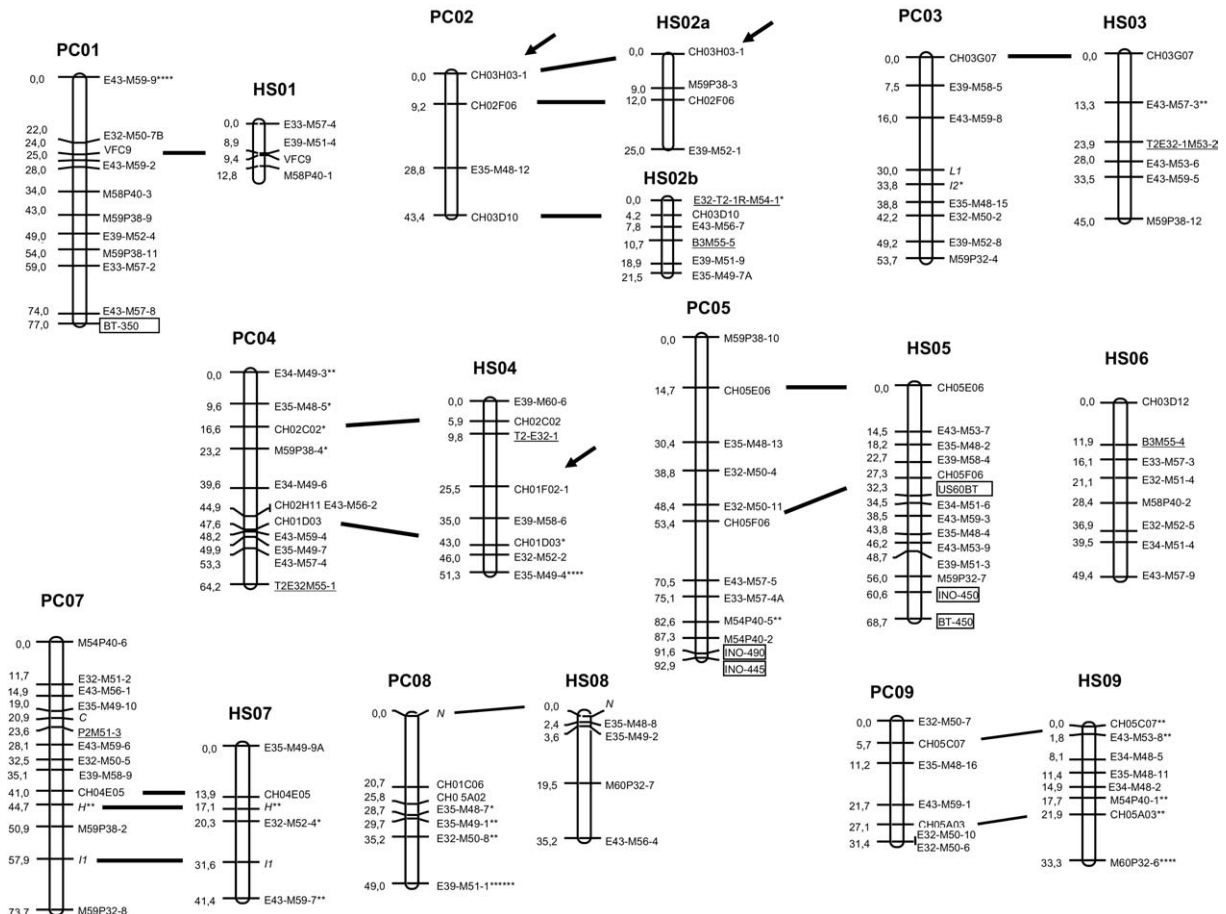 PC01
0,0 E43-M59-9****
22,0 E32-M50-7B
24,0 VFC9
25,0 E43-M59-2
28,0
34,0 M58P40-3
43,0 M59P38-9
49,0 E39-M52-4
54,0 M59P38-11
59,0 E33-M57-2
74,0 E43-M57-8
77,0 BT-350
HS01
0,0 E33-M57-4
8,9 E39-M51-4
9,4 VFC9
12,8 M58P40-1
PC02
0,0 CH03H03-1
9,2 CH02F06
28,8 E35-M48-12
43,4 CH03D10
HS02a
0,0 CH03H03-1
9,0 M59P38-3
12,0 CH02F06
25,0 E39-M52-1
HS02b
0,0 E32-T2-1R-M54-1*
4,2 CH03D10
7,8 E43-M56-7
10,7 B3M55-5
18,9 E39-M51-9
21,5 E35-M49-7A
PC03
0,0 CH03G07
7,5 E39-M58-5
16,0 E43-M59-8
30,0 L1
33,8 I2*
38,8 E35-M48-15
42,2 E32-M50-2
49,2 E39-M52-8
53,7 M59P32-4
HS03
0,0 CH03G07
13,3 E43-M57-3**
23,9 T2E32-1M53-2
28,0 E43-M53-6
33,5 E43-M59-5
45,0 M59P38-12
PC04
0,0 E34-M49-3**
9,6 E35-M48-5*
16,6 CH02C02*
23,2 M59P38-4*
39,6 E34-M49-6
44,9 CH02H11 E43-M56-2
47,6 CH01D03
48,2 E43-M59-4
49,9 E35-M49-7
53,3 E43-M57-4
64,2 T2E32M55-1
HS04
0,0 E39-M60-6
5,9 CH02C02
9,8 T2-E32-1
25,5 CH01F02-1
35,0 E39-M58-6
43,0 CH01D03*
46,0 E32-M52-2
51,3 E35-M49-4****
PC05
0,0 M59P38-10
14,7 CH05E06
30,4 E35-M48-13
38,8 E32-M50-4
48,4 E32-M50-11
53,4 CH05F06
70,5 E43-M57-5
75,1 E33-M57-4A
82,6 M54P40-5**
87,3 M54P40-2
91,6 INO-490
92,9 INO-445
HS05
0,0 CH05E06
14,5 E43-M53-7
18,2 E35-M48-2
22,7 E39-M58-4
27,3 CH05F06
32,3 US60BT
34,5 E34-M51-6
38,5 E43-M59-3
43,8 E35-M48-4
46,2 E43-M53-9
48,7 E39-M51-3
56,0 M59P32-7
60,6 INO-450
68,7 BT-450
HS06
0,0 CH03D12
11,9 B3M55-4
16,1 E33-M57-3
21,1 E32-M51-4
28,4 M58P40-2
36,9 E32-M52-5
39,5 E34-M51-4
49,4 E43-M57-9
PC07
0,0 M54P40-6
11,7 E32-M51-2
14,9 E43-M56-1
19,0 E35-M49-10
20,9 C
23,6 P2M51-3
28,1 E43-M59-6
32,5 E32-M50-5
35,1 E39-M58-9
41,0 CH04E05
44,7 H**
50,9 M59P38-2
57,9 I1
73,7 M59P32-8
HS07
0,0 E35-M49-9A
13,9 CH04E05
17,1 H**
20,3 E32-M52-4*
31,6 I1
41,4 E43-M59-7**
PC08
0,0 N
20,7 CH01C06
25,8 CH0 5A02
28,7 E35-M48-7*
29,7 E35-M49-1**
35,2 E32-M50-8**
49,0 E39-M51-1******
HS08
0,0 N
2,4 E35-M48-8
3,6 E35-M49-2
19,5 M60P32-7
35,2 E43-M56-4
PC09
0,0 E32-M50-7
5,7 CH05C07
11,2 E35-M48-16
21,7 E43-M59-1
27,1 CH05A03
31,4 E32-M50-10
E32-M50-6
HS09
0,0 CH05C07**
1,8 E43-M53-8**
8,1 E34-M48-5
11,4 E35-M48-11
14,9 E34-M48-2
17,7 M54P40-1**
21,9 CH05A03**
33,3 M60P32-6****